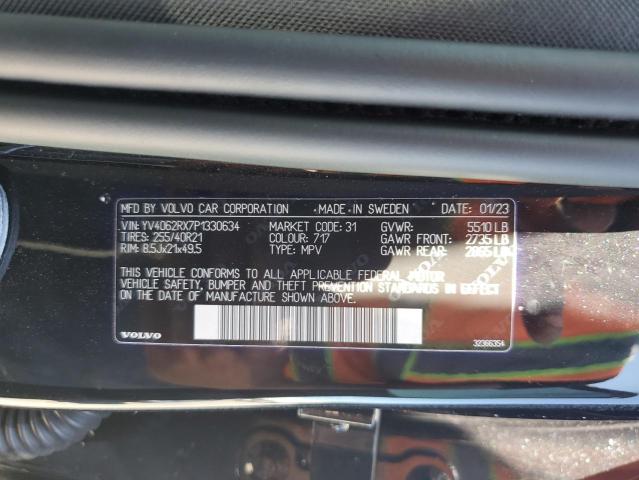 MFD BY VOLVO CAR CORPORATION MADE IN SWEDEN 01/23
VIN: YV4062RX7P1330634 MARKET CODE: 31 GVWR: 5510 LB
TIRES: 255/40R21 COLOUR: 717 GAWR FRONT: 2735 LB
RIM: 8.5Jx21x49.5 TYPE: MPV GAWR REAR: 2865 LB
THIS VEHICLE CONFORMS TO ALL APPLICABLE FEDERAL MOTOR
VEHICLE SAFETY, BUMPER AND THEFT PREVENTION STANDARDS IN EFFECT
ON THE DATE OF MANUFACTURE SHOWN ABOVE.
VOLVO 32366354